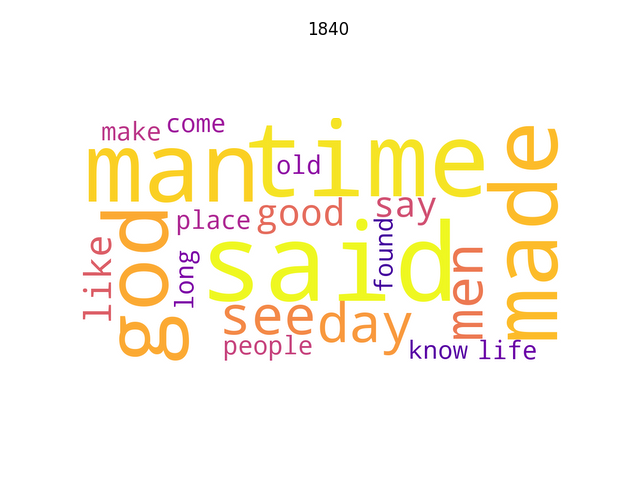 1840
make come
man time
old
made
god
place good say
like
long
said
found
men
see day
people
know life